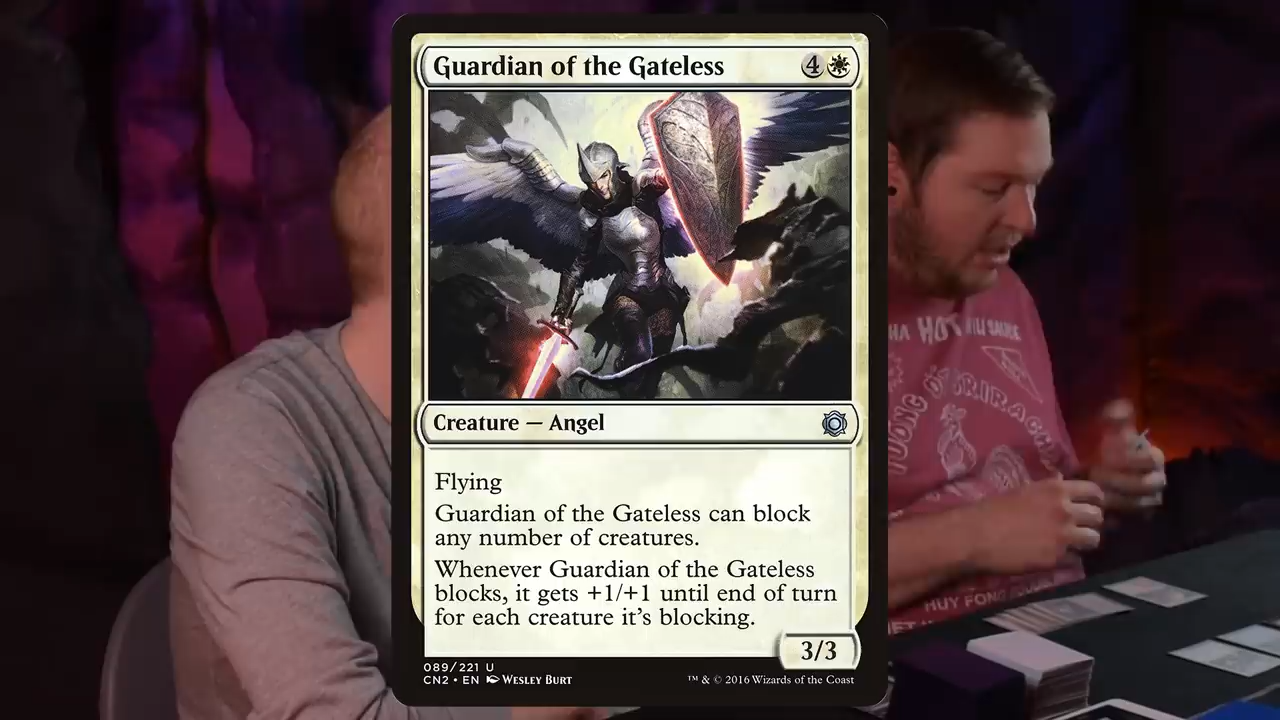 Guardian of the Gateless 4
Creature — Angel
Flying
Guardian of the Gateless can block
any number of creatures.
Whenever Guardian of the Gateless
blocks, it gets +1/+1 until end of turn
for each creature it's blocking.
3/3
089/221 U
CN2 • EN Wesley Burt
™ & © 2016 Wizards of the Coast
HUY FONG